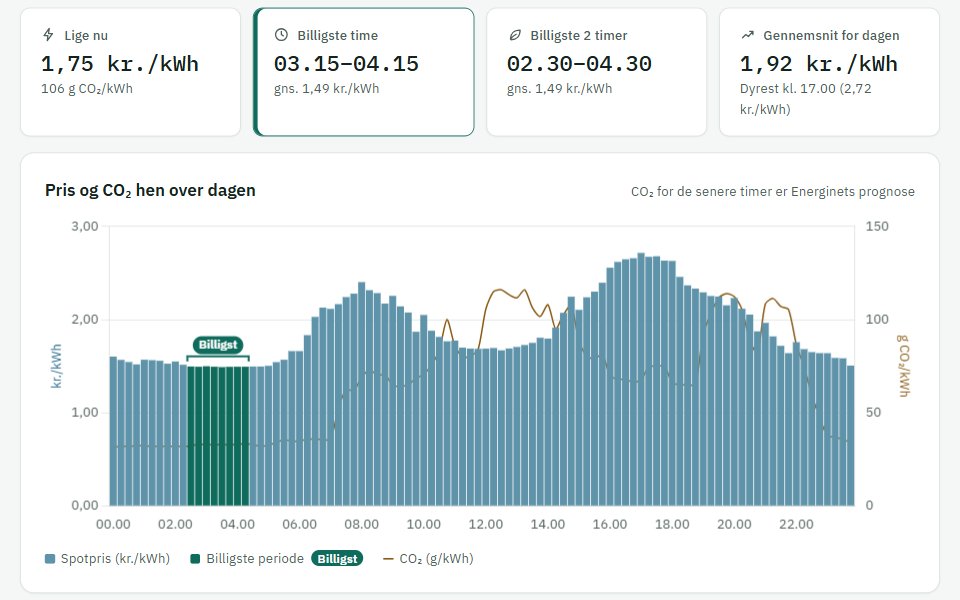 Lige nu
1,75 kr./kWh
106 g CO₂/kWh
Billigste time
03.15–04.15
gns. 1,49 kr./kWh
Billigste 2 timer
02.30–04.30
gns. 1,49 kr./kWh
Gennemsnit for dagen
1,92 kr./kWh
Dyrest kl. 17.00 (2,72
kr./kWh)
Pris og CO₂ hen over dagen
CO₂ for de senere timer er Energinets prognose
3,00
2,00
1,00
0,00
kr./kWh
Billigst
150
100
50
0
g CO₂/kWh
00.00 02.00 04.00 06.00 08.00 10.00 12.00 14.00 16.00 18.00 20.00 22.00
Spotpris (kr./kWh) Billigste periode Billigst CO₂ (g/kWh)